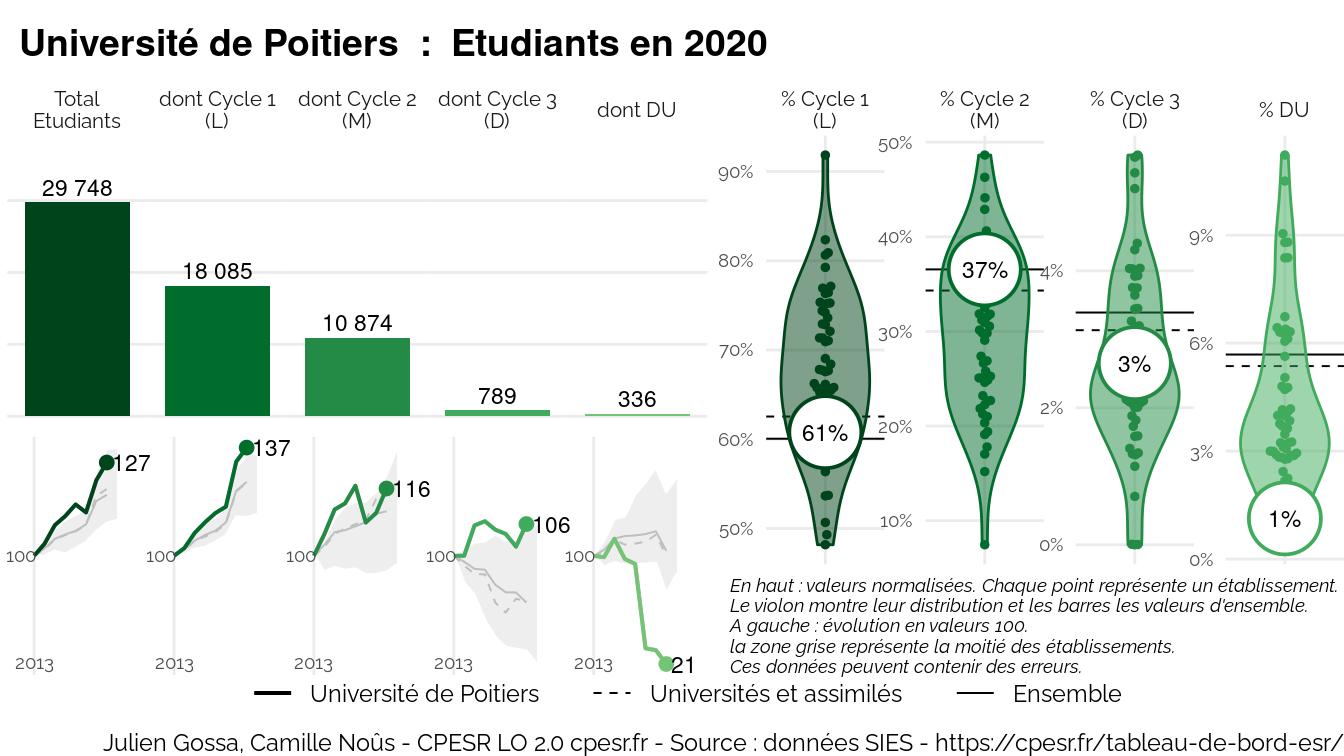 Université de Poitiers : Etudiants en 2020
Total
Etudiants
dont Cycle 1
(L)
dont Cycle 2
(M)
dont Cycle 3
(D)
dont DU
29 748
18 085
10 874
789
336
127
100
2013
137
100
2013
116
100
2013
106
100
2013
100
21
2013
% Cycle 1
(L)
90%
80%
70%
60%
50%
61%
% Cycle 2
(M)
50%
40%
30%
20%
10%
37%
% Cycle 3
(D)
4%
2%
0%
3%
% DU
9%
6%
3%
0%
1%
En haut : valeurs normalisées. Chaque point représente un établissement.
Le violon montre leur distribution et les barres les valeurs d'ensemble.
A gauche : évolution en valeurs 100.
la zone grise représente la moitié des établissements.
Ces données peuvent contenir des erreurs.
Université de Poitiers
Universités et assimilés
Ensemble
Julien Gossa, Camille Noûs - CPESR LO 2.0 cpesr.fr - Source : données SIES - https://cpesr.fr/tableau-de-bord-esr/